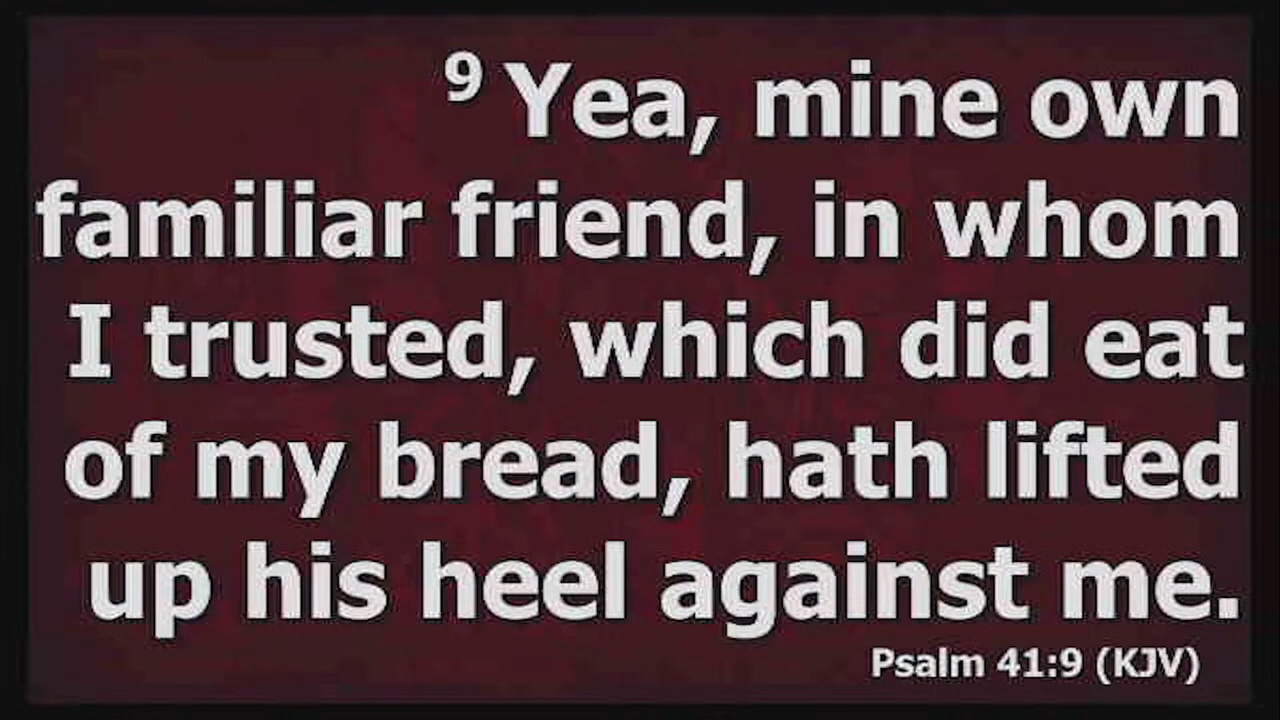 9 Yea, mine own
familiar friend, in whom
I trusted, which did eat
of my bread, hath lifted
up his heel against me.
Psalm 41:9 (KJV)